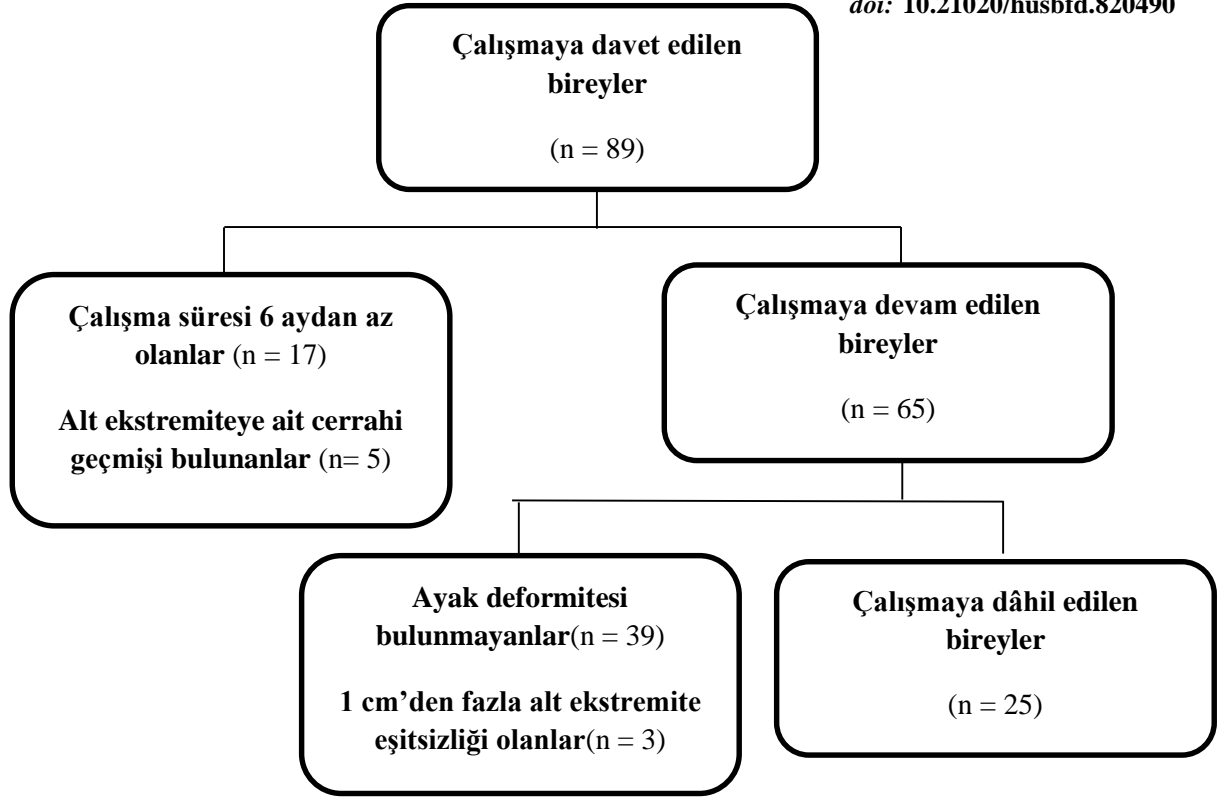 doi: 10.21020/husbfd.820490
Çalışmaya davet edilen
bireyler
(n = 89)
Çalışma süresi 6 aydan az
olanlar (n = 17)
Alt ekstremiteye ait cerrahi
geçmişi bulunanlar (n= 5)
Çalışmaya devam edilen
bireyler
(n = 65)
Ayak deformitesi
bulunmayanlar(n = 39)
1 cm’den fazla alt ekstremite
eşitsizliği olanlar(n = 3)
Çalışmaya dâhil edilen
bireyler
(n = 25)